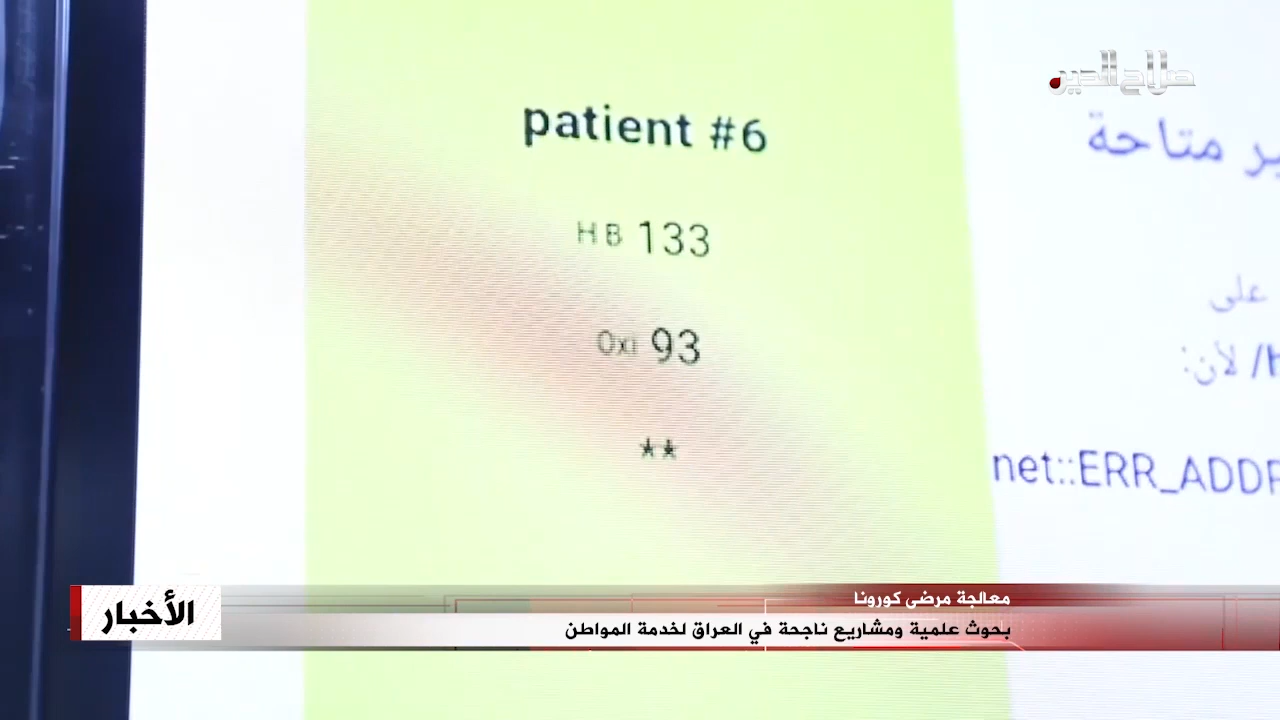 صلاح الدين
patient #6
HB 133
Oxi 93
**
متاحة
على
لأن:
net::ERR_ADDR
معالجة مرضى كورونا
بحوث علمية ومشاريع ناجحة في العراق لخدمة المواطن
الأخبار